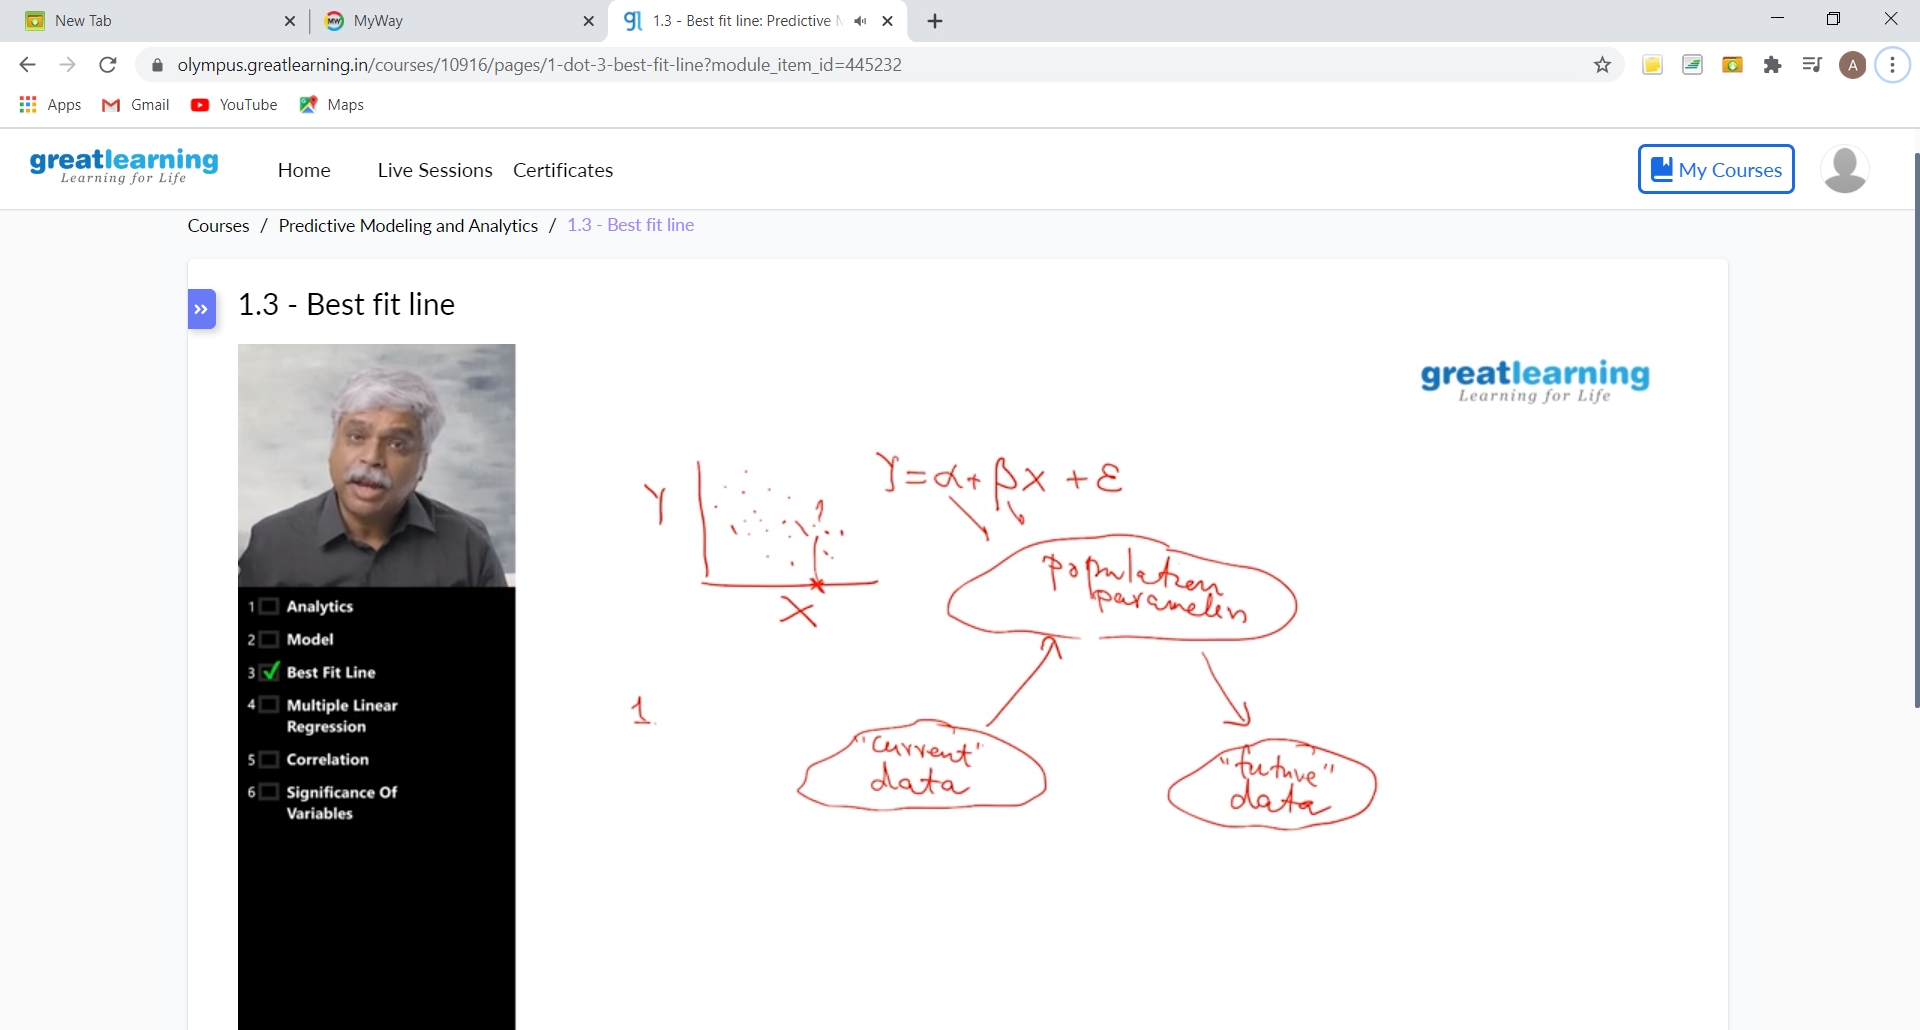 New Tab
MyWay
1.3 - Best fit line: Predictive M
olympus.greatlearning.in/courses/10916/pages/1-dot-3-best-fit-line?module_item_id=445232
A
Apps
Gmail
YouTube
Maps
greatlearning
Learning for Life
Home
Live Sessions
Certificates
My Courses
Courses / Predictive Modeling and Analytics / 1.3 - Best fit line
1.3 - Best fit line
greatlearning
Learning for Life
Y
Y=α+βX+ε
X
population
parameters
1.
"current"
data
"future"
data
1 Analytics
2 Model
3 Best Fit Line
4 Multiple Linear
Regression
5 Correlation
6 Significance Of
Variables